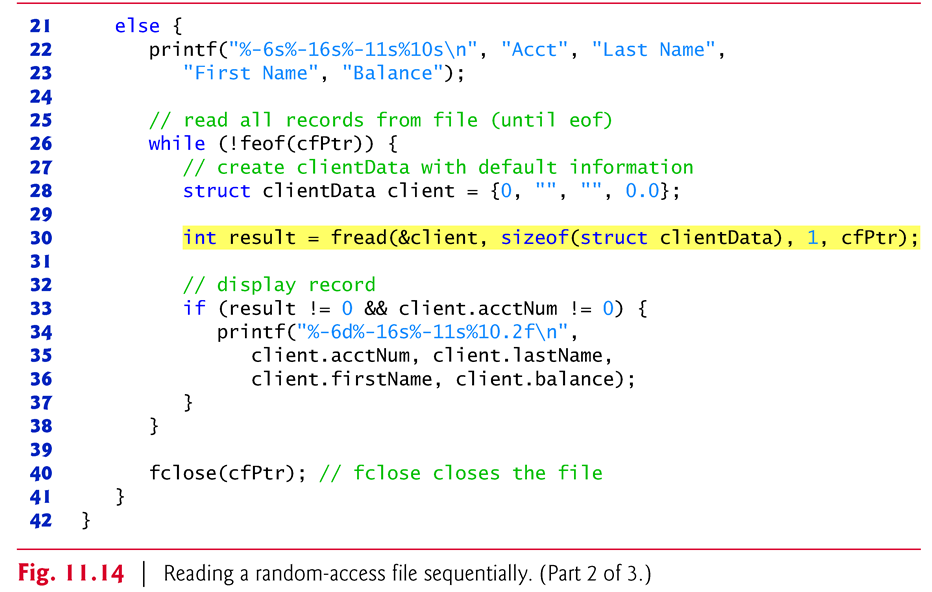 21 else {
22 printf("%-6s%-16s%-11s%10s\n", "Acct", "Last Name",
23 "First Name", "Balance");
24
25 // read all records from file (until eof)
26 while (!feof(cfPtr)) {
27 // create clientData with default information
28 struct clientData client = {0, "", "", 0.0};
29
30 int result = fread(&client, sizeof(struct clientData), 1, cfPtr);
31
32 // display record
33 if (result != 0 && client.acctNum != 0) {
34 printf("%-6d%-16s%-11s%10.2f\n",
35 client.acctNum, client.lastName,
36 client.firstName, client.balance);
37 }
38 }
39
40 fclose(cfPtr); // fclose closes the file
41 }
42 }
Fig. 11.14 | Reading a random-access file sequentially. (Part 2 of 3.)